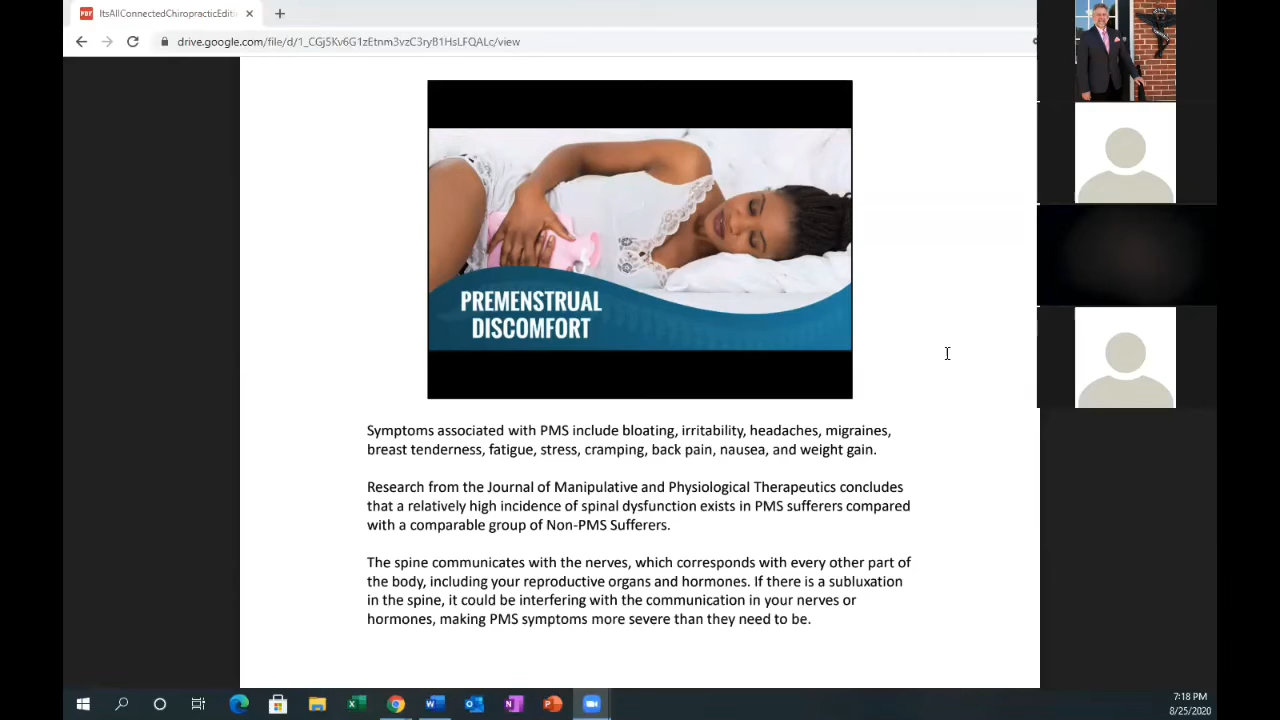 ItsAllConnectedChiropracticEditi
drive.google.com/file/d/1_CGj5Kv6G1zEtnm3vzC3ryB1HsLFQALc/view
PREMENSTRUAL
DISCOMFORT
Symptoms associated with PMS include bloating, irritability, headaches, migraines,
breast tenderness, fatigue, stress, cramping, back pain, nausea, and weight gain.
Research from the Journal of Manipulative and Physiological Therapeutics concludes
that a relatively high incidence of spinal dysfunction exists in PMS sufferers compared
with a comparable group of Non-PMS Sufferers.
The spine communicates with the nerves, which corresponds with every other part of
the body, including your reproductive organs and hormones. If there is a subluxation
in the spine, it could be interfering with the communication in your nerves or
hormones, making PMS symptoms more severe than they need to be.
7:18 PM
8/25/2020